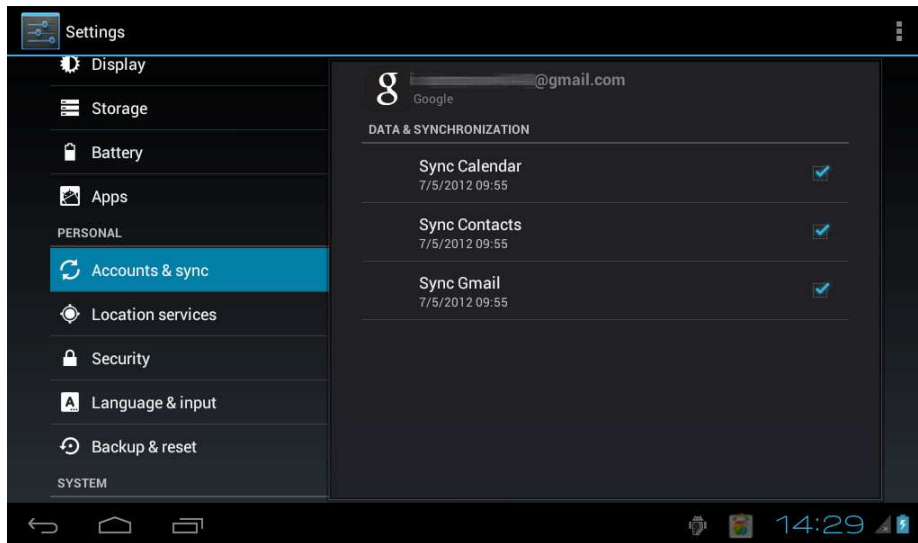 Settings
Display
Storage
Battery
Apps
PERSONAL
Accounts & sync
Location services
Security
Language & input
Backup & reset
SYSTEM
g
@gmail.com
Google
DATA & SYNCHRONIZATION
Sync Calendar
7/5/2012 09:55
Sync Contacts
7/5/2012 09:55
Sync Gmail
7/5/2012 09:55
14:29